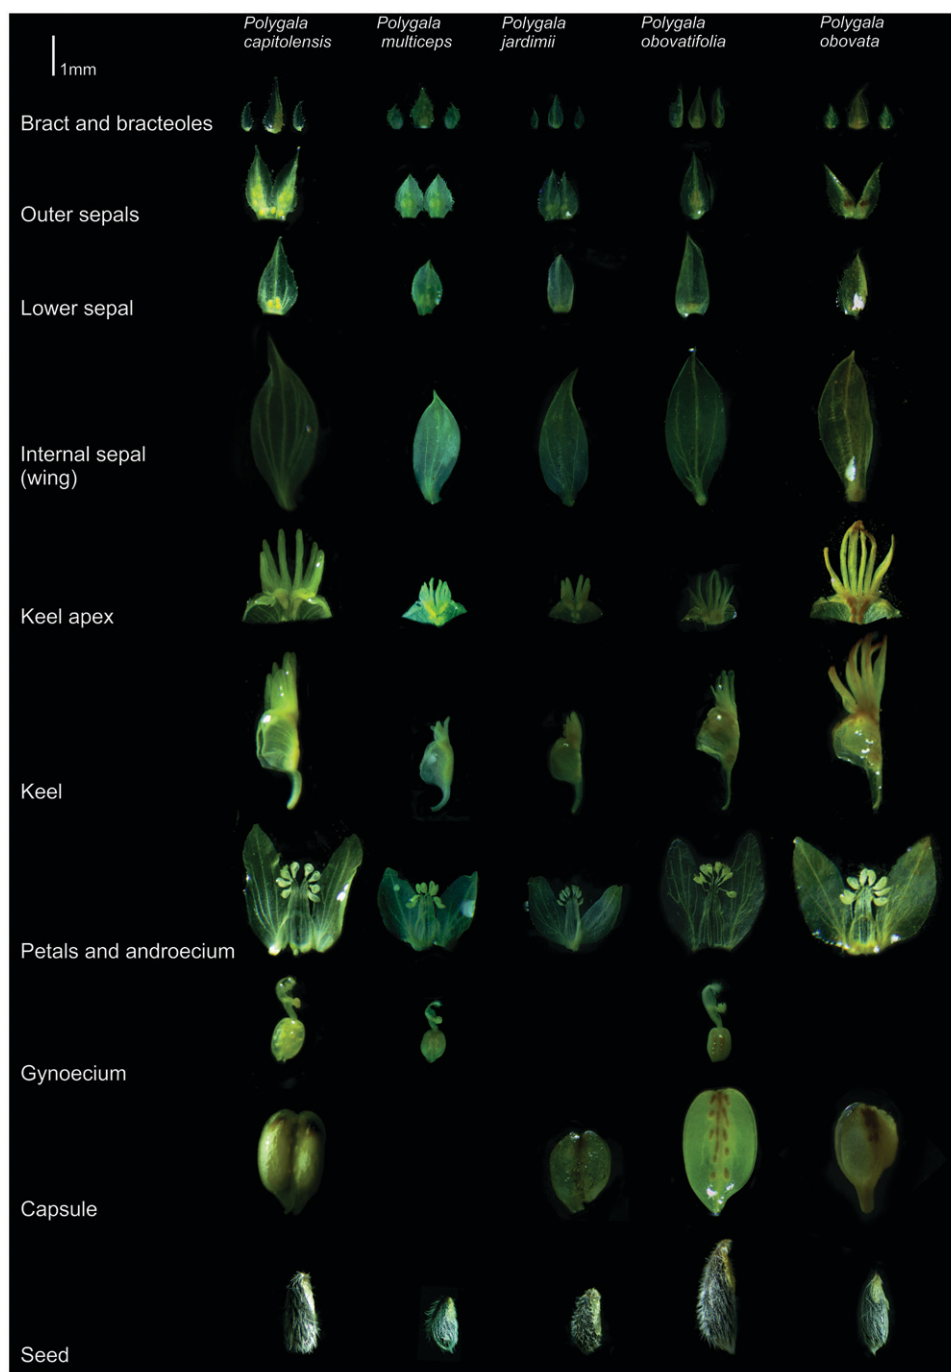 Polygala capitolensis
Polygala multiceps
Polygala jardimii
Polygala obovatifolia
Polygala obovata
1mm
Bract and bracteoles
Outer sepals
Lower sepal
Internal sepal
(wing)
Keel apex
Keel
Petals and androecium
Gynoecium
Capsule
Seed